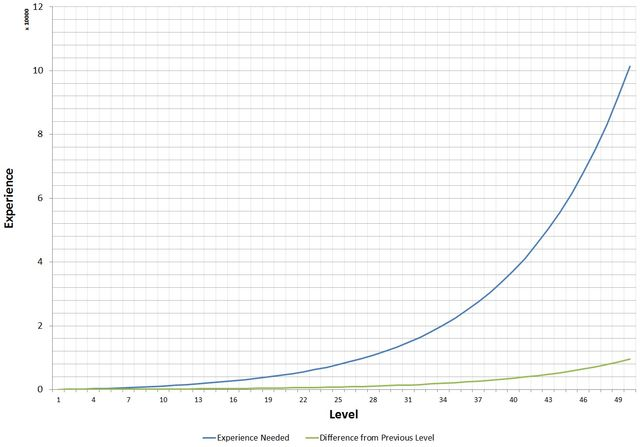 12
x 10000
10
8
6
4
2
0
Experience
1 4 7 10 13 16 19 22 25 28 31 34 37 40 43 46 49
Level
Experience Needed Difference from Previous Level